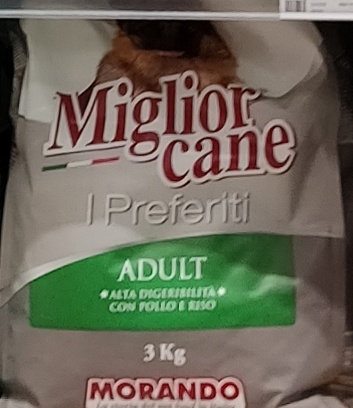 Miglior
cane
I Preferiti
ADULT
ALTA DIGERIBILITÀ
CON POLLO E RISO
3 Kg
MORANDO